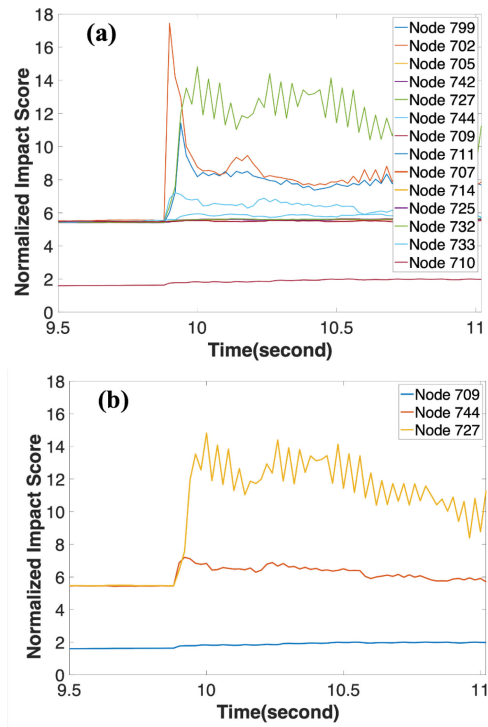 (a)
Normalized Impact Score
18
16
14
12
10
8
6
4
2
0
9.5
10
10.5
11
Time(second)
Node 799
Node 702
Node 705
Node 742
Node 727
Node 744
Node 709
Node 711
Node 707
Node 714
Node 725
Node 732
Node 733
Node 710
(b)
Normalized Impact Score
18
16
14
12
10
8
6
4
2
0
9.5
10
10.5
11
Time(second)
Node 709
Node 744
Node 727